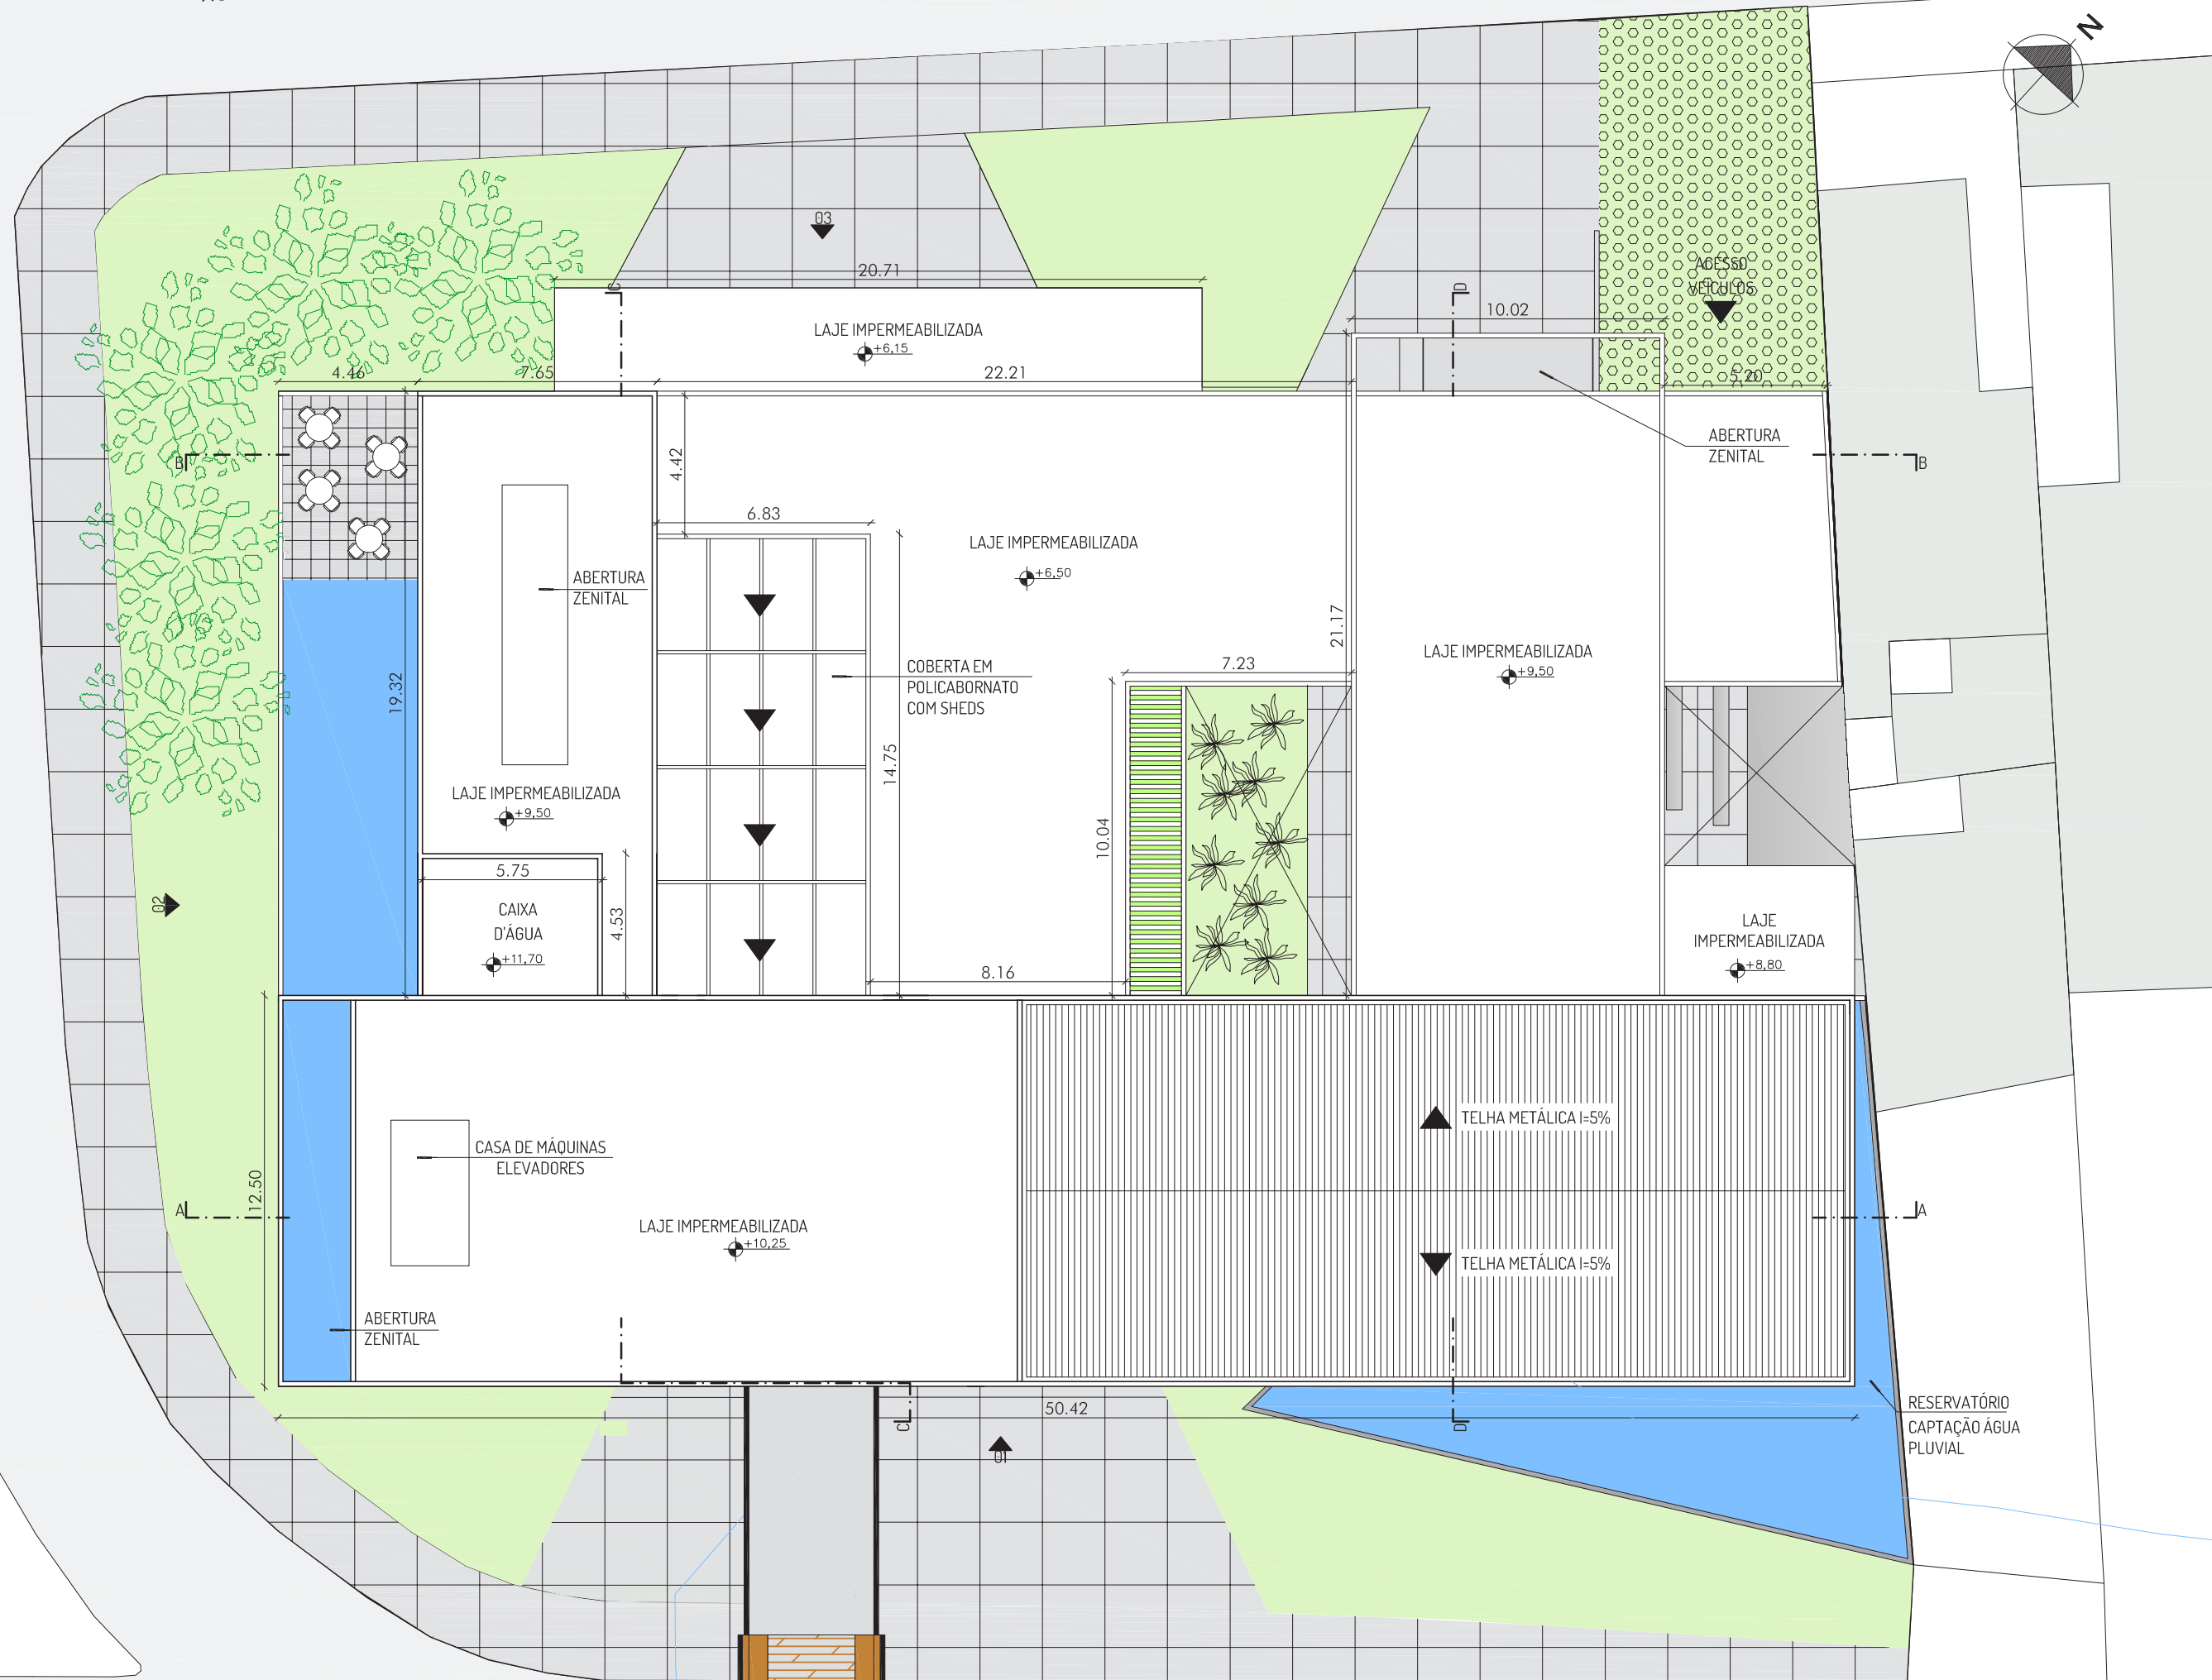 N
03
20.71
ACESSO
VEÍCULOS
C
D
10.02
LAJE IMPERMEABILIZADA
+6,15
4.46
7.65
22.21
5.20
ABERTURA
ZENITAL
B
B
4.42
6.83
LAJE IMPERMEABILIZADA
+6,50
ABERTURA
ZENITAL
21.17
LAJE IMPERMEABILIZADA
+9,50
7.23
COBERTA EM
POLICABORNATO
COM SHEDS
19.32
14.75
LAJE IMPERMEABILIZADA
+9,50
10.04
5.75
CAIXA
D'ÁGUA
+11,70
4.53
02
LAJE
IMPERMEABILIZADA
+8,80
8.16
TELHA METÁLICA I=5%
CASA DE MÁQUINAS
ELEVADORES
12.50
A
A
LAJE IMPERMEABILIZADA
+10,25
TELHA METÁLICA I=5%
ABERTURA
ZENITAL
50.42
C
D
01
RESERVATÓRIO
CAPTAÇÃO ÁGUA
PLUVIAL